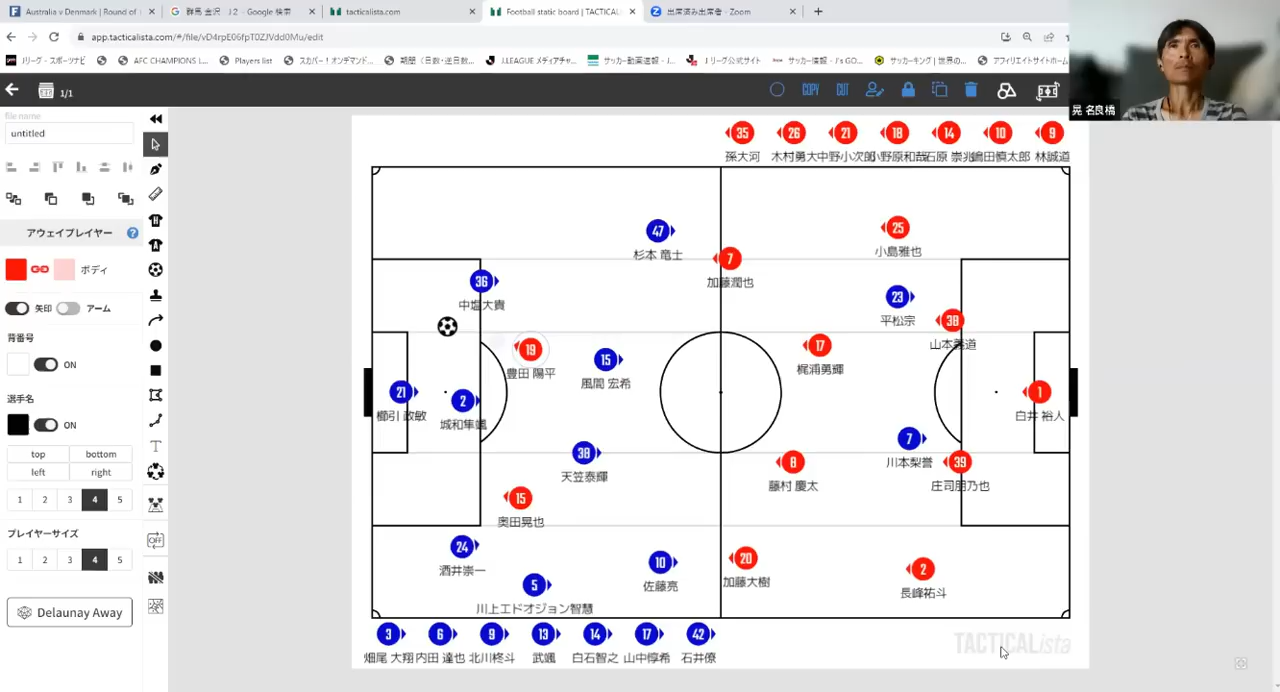 Australia v Denmark | Round of
群馬 金沢 J2 - Google 検索
tacticalista.com
Football static board | TACTICAL
出席済み出席者 - Zoom
app.tacticalista.com/#/file/vD4rpE06fpT0ZJVdd0Mu/edit
Jリーグ - スポーツナビ
AFC CHAMPIONS L...
Players list
スカパー！オンデマンド...
期間（日数・連日数...
J.LEAGUE メディアチャ...
サッカー動画速報 - J...
Jリーグ公式サイト
サッカー情報 - J's GO...
サッカーキング | 世界の...
アフィリエイトサイトホーム
1/1
COPY
CUT
晃 名良橋
file name
untitled
アウェイプレイヤー
ボディ
矢印
アーム
背番号
ON
選手名
ON
top bottom
left right
1 2 3 4 5
プレイヤーサイズ
1 2 3 4 5
Delaunay Away
H
A
T
OFF
35 26 21 18 14 10 9
孫大河 木村勇大 中野小次郎 小野原和哉 石原 崇兆 嶋田慎太郎 林誠道
25
小島雅也
47
杉本 竜士
7
加藤潤也
36
中塩大貴
23
平松宗
38
山本義道
19
豊田 陽平
17
梶浦勇輝
15
風間 宏希
21
櫛引 政敏
2
城和隼颯
1
白井 裕人
7
川本梨誉
38
天笠泰輝
8
藤村 慶太
39
庄司朋乃也
15
奥田晃也
24
酒井崇一
20
加藤大樹
10
佐藤亮
2
長峰祐斗
5
川上エドオジョン智慧
3 6 9 13 14 17 42
畑尾 大翔 内田 達也 北川柊斗 武颯 白石智之 山中惇希 石井僚
TACTICALista